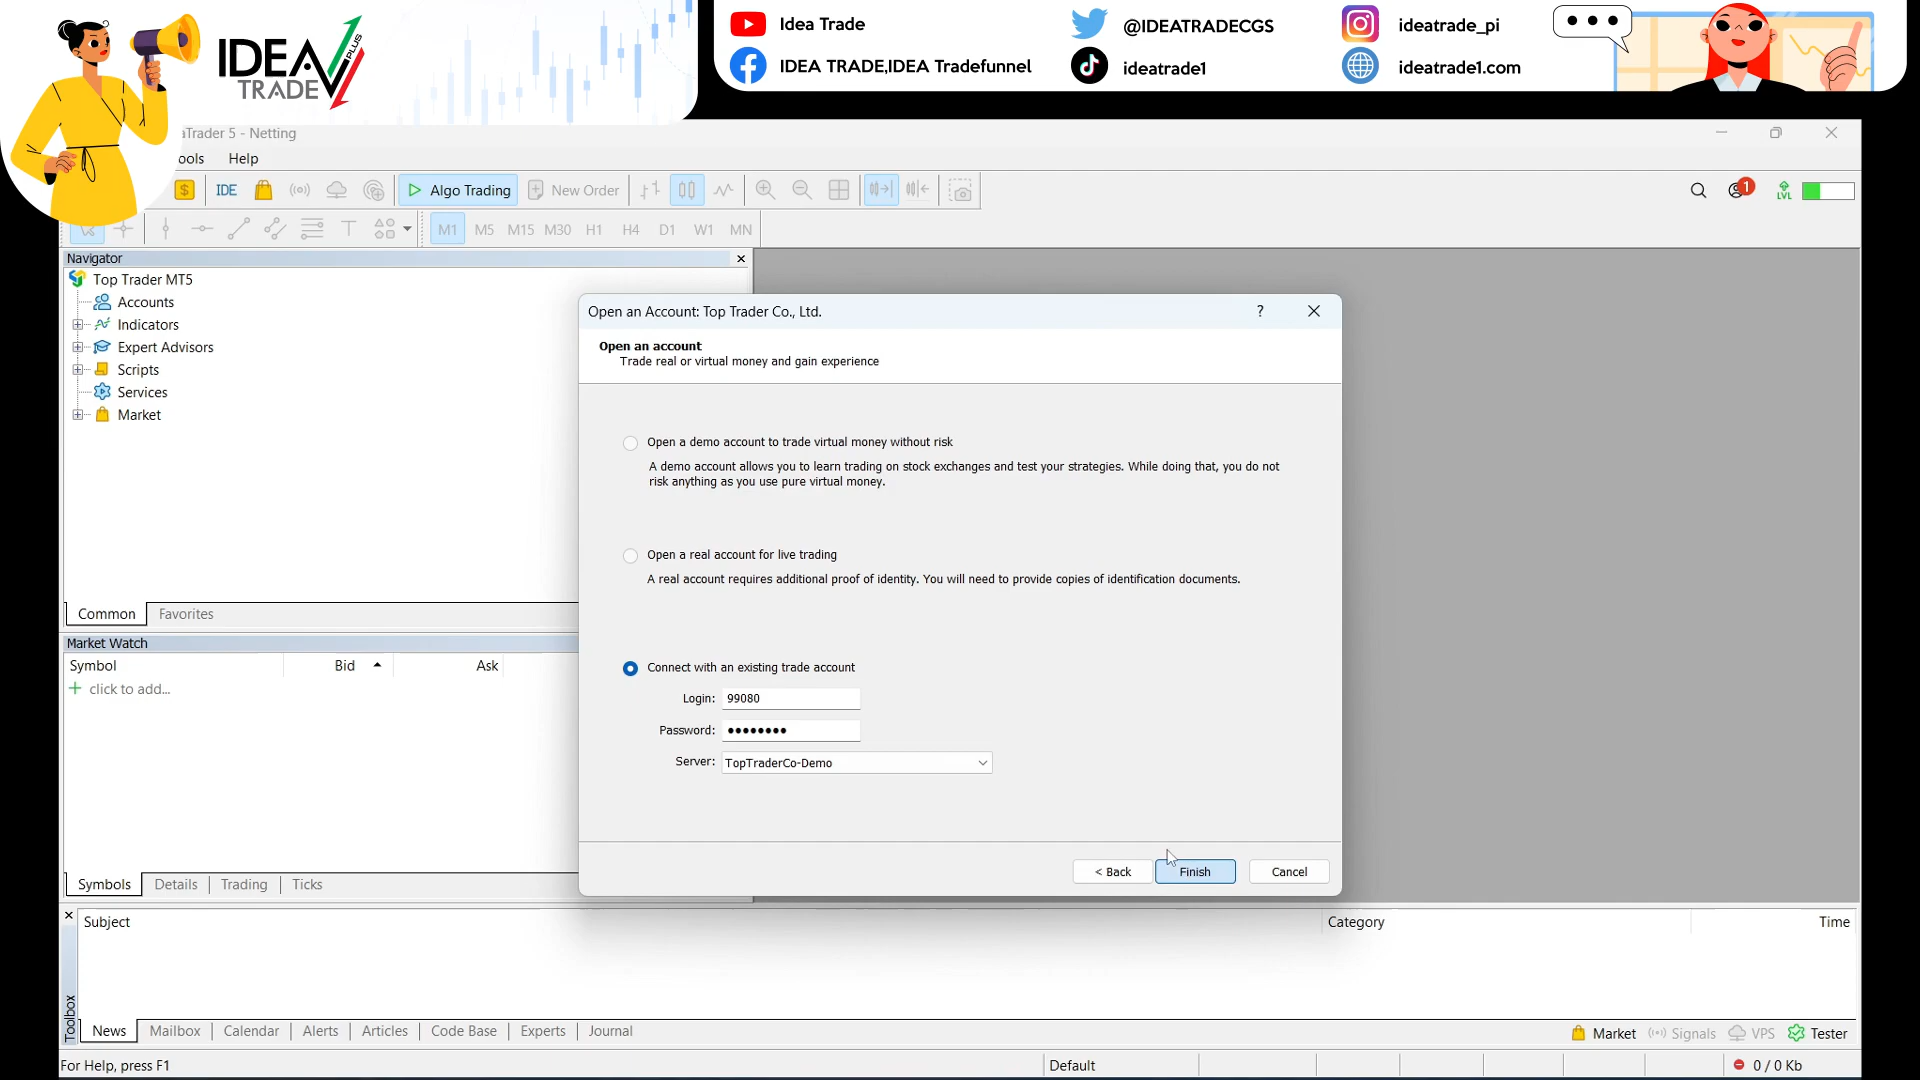 IDEA
TRADE
PLUS
Idea Trade
@IDEATRADECGS
ideatrade_pi
IDEA TRADE,IDEA Tradefunnel
ideatrade1
ideatrade1.com
aTrader 5 - Netting
ools Help
IDE Algo Trading New Order 1 LVL
M1 M5 M15 M30 H1 H4 D1 W1 MN
Navigator
Top Trader MT5
Accounts
Indicators
Expert Advisors
Scripts
Services
Market
Common Favorites
Market Watch
Symbol Bid Ask
click to add...
Symbols Details Trading Ticks
Open an Account: Top Trader Co., Ltd. ?
Open an account
Trade real or virtual money and gain experience
Open a demo account to trade virtual money without risk
A demo account allows you to learn trading on stock exchanges and test your strategies. While doing that, you do not
risk anything as you use pure virtual money.
Open a real account for live trading
A real account requires additional proof of identity. You will need to provide copies of identification documents.
Connect with an existing trade account
Login: 99080
Password: ●●●●●●●●
Server: TopTraderCo-Demo
< Back Finish Cancel
Subject Category Time
Toolbox
News Mailbox Calendar Alerts Articles Code Base Experts Journal
Market Signals VPS Tester
For Help, press F1 Default 0 / 0 Kb